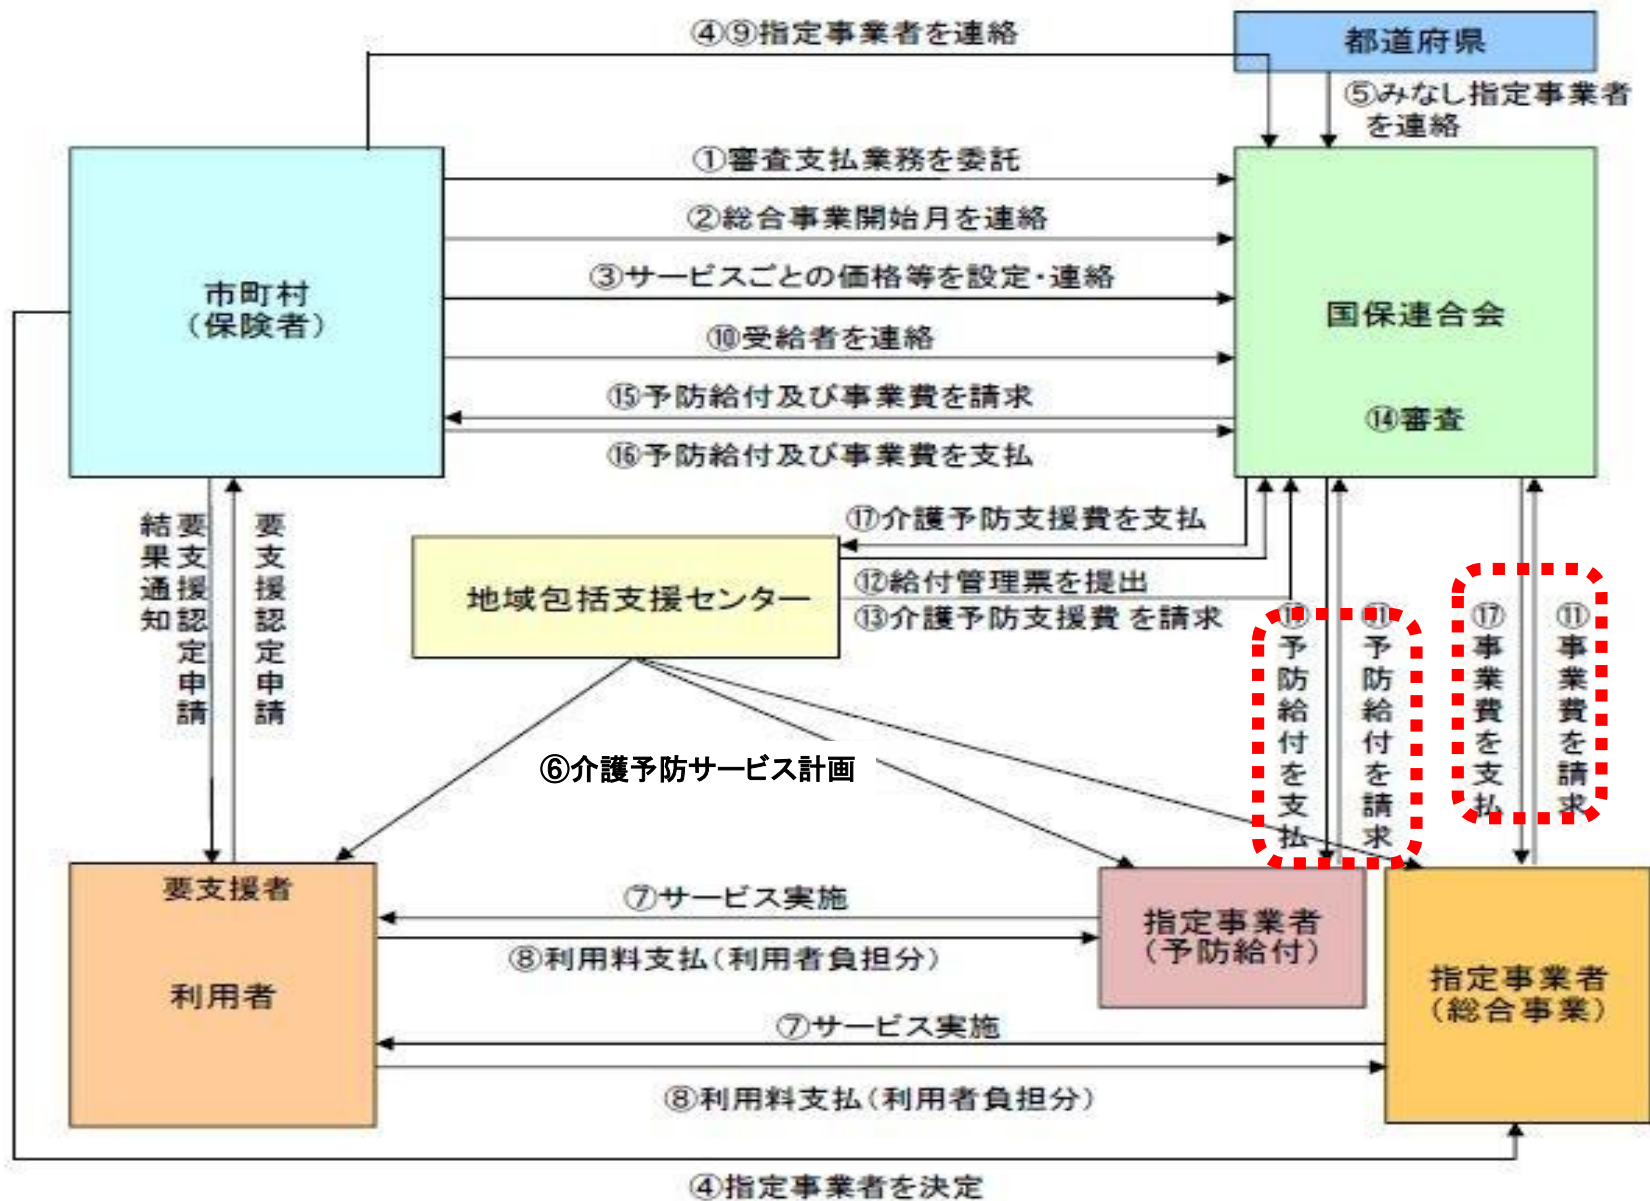 ④⑨指定事業者を連絡
都道府県
⑤みなし指定事業者
を連絡
①審査支払業務を委託
②総合事業開始月を連絡
③サービスごとの価格等を設定・連絡
市町村
(保険者)
国保連合会
⑩受給者を連絡
⑮予防給付及び事業費を請求
⑭審査
⑯予防給付及び事業費を支払
要支援認定申請
結果通知
要支援認定申請
⑰介護予防支援費を支払
地域包括支援センター
⑫給付管理票を提出
⑬介護予防支援費を請求
⑰予防給付を支払
⑪予防給付を請求
⑰事業費を支払
⑪事業費を請求
⑥介護予防サービス計画
要支援者
利用者
⑦サービス実施
⑧利用料支払(利用者負担分)
指定事業者
(予防給付)
指定事業者
(総合事業)
⑦サービス実施
⑧利用料支払(利用者負担分)
④指定事業者を決定